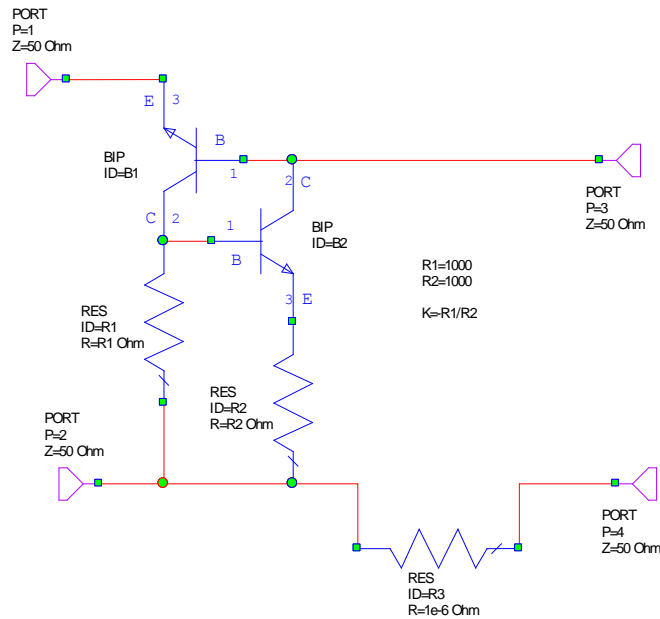 PORT
P=1
Z=50 Ohm
E
3
B
BIP
ID=B1
1
2
C
PORT
P=3
Z=50 Ohm
C
2
1
B
BIP
ID=B2
3
E
R1=1000
R2=1000
K=-R1/R2
RES
ID=R1
R=R1 Ohm
RES
ID=R2
R=R2 Ohm
PORT
P=2
Z=50 Ohm
PORT
P=4
Z=50 Ohm
RES
ID=R3
R=1e-6 Ohm